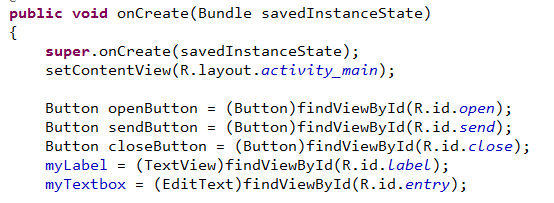 public void onCreate(Bundle savedInstanceState)
{
super.onCreate(savedInstanceState);
setContentView(R.layout.activity_main);
Button openButton = (Button)findViewById(R.id.open);
Button sendButton = (Button)findViewById(R.id.send);
Button closeButton = (Button)findViewById(R.id.close);
myLabel = (TextView)findViewById(R.id.label);
myTextbox = (EditText)findViewById(R.id.entry);